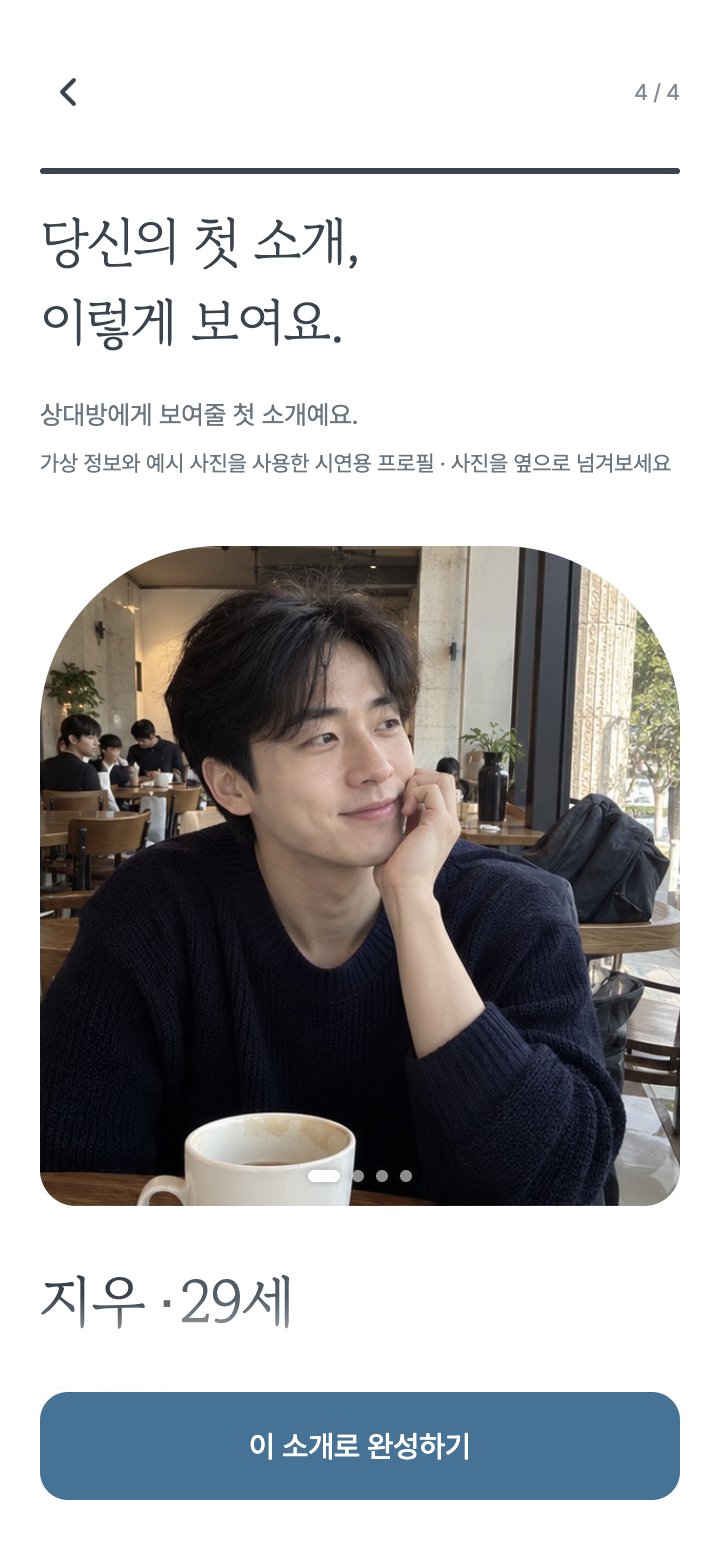 4 / 4
당신의 첫 소개,
이렇게 보여요.
상대방에게 보여줄 첫 소개예요.
가상 정보와 예시 사진을 사용한 시연용 프로필 · 사진을 옆으로 넘겨보세요
지우 · 29세
이 소개로 완성하기